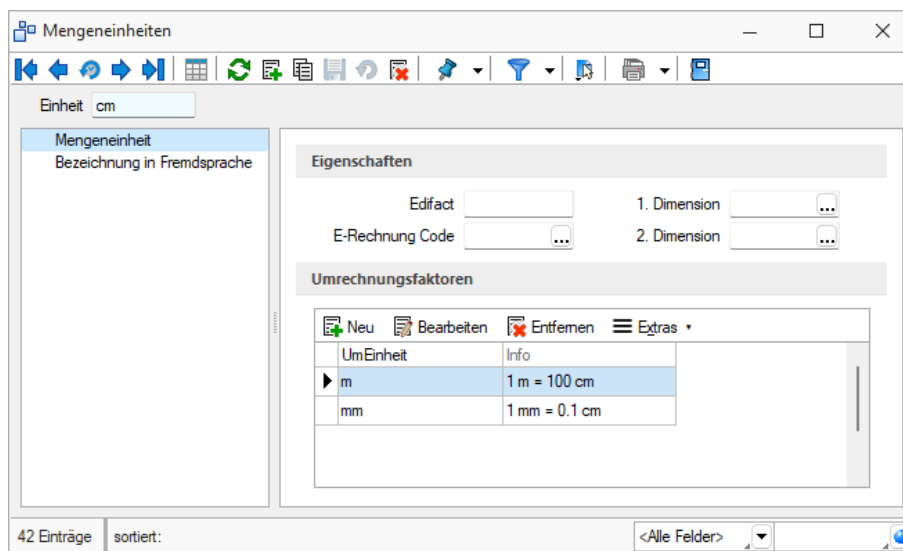 Mengeneinheiten
Einheit cm
Mengeneinheit
Bezeichnung in Fremdsprache
Eigenschaften
Edifact 1. Dimension ...
E-Rechnung Code ... 2. Dimension ...
Umrechnungsfaktoren
Neu Bearbeiten Entfernen Extras
UmEinheit Info
m 1 m = 100 cm
mm 1 mm = 0.1 cm
42 Einträge sortiert: <Alle Felder>